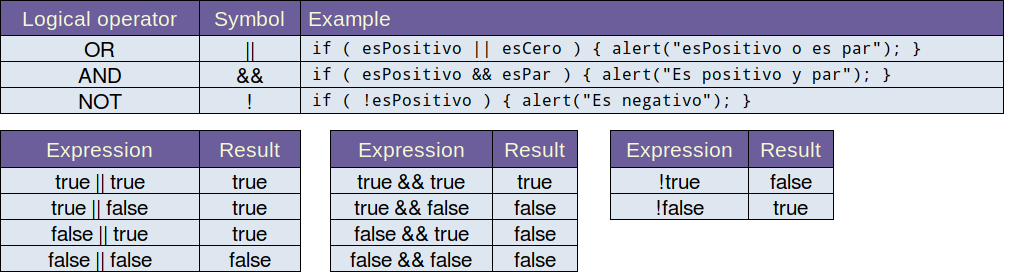 Logical operator Symbol Example
OR || if ( esPositivo || esCero ) { alert("esPositivo o es par"); }
AND && if ( esPositivo && esPar ) { alert("Es positivo y par"); }
NOT ! if ( !esPositivo ) { alert("Es negativo"); }
Expression Result
true || true true
true || false true
false || true true
false || false false
Expression Result
true && true true
true && false false
false && true false
false && false false
Expression Result
!true false
!false true